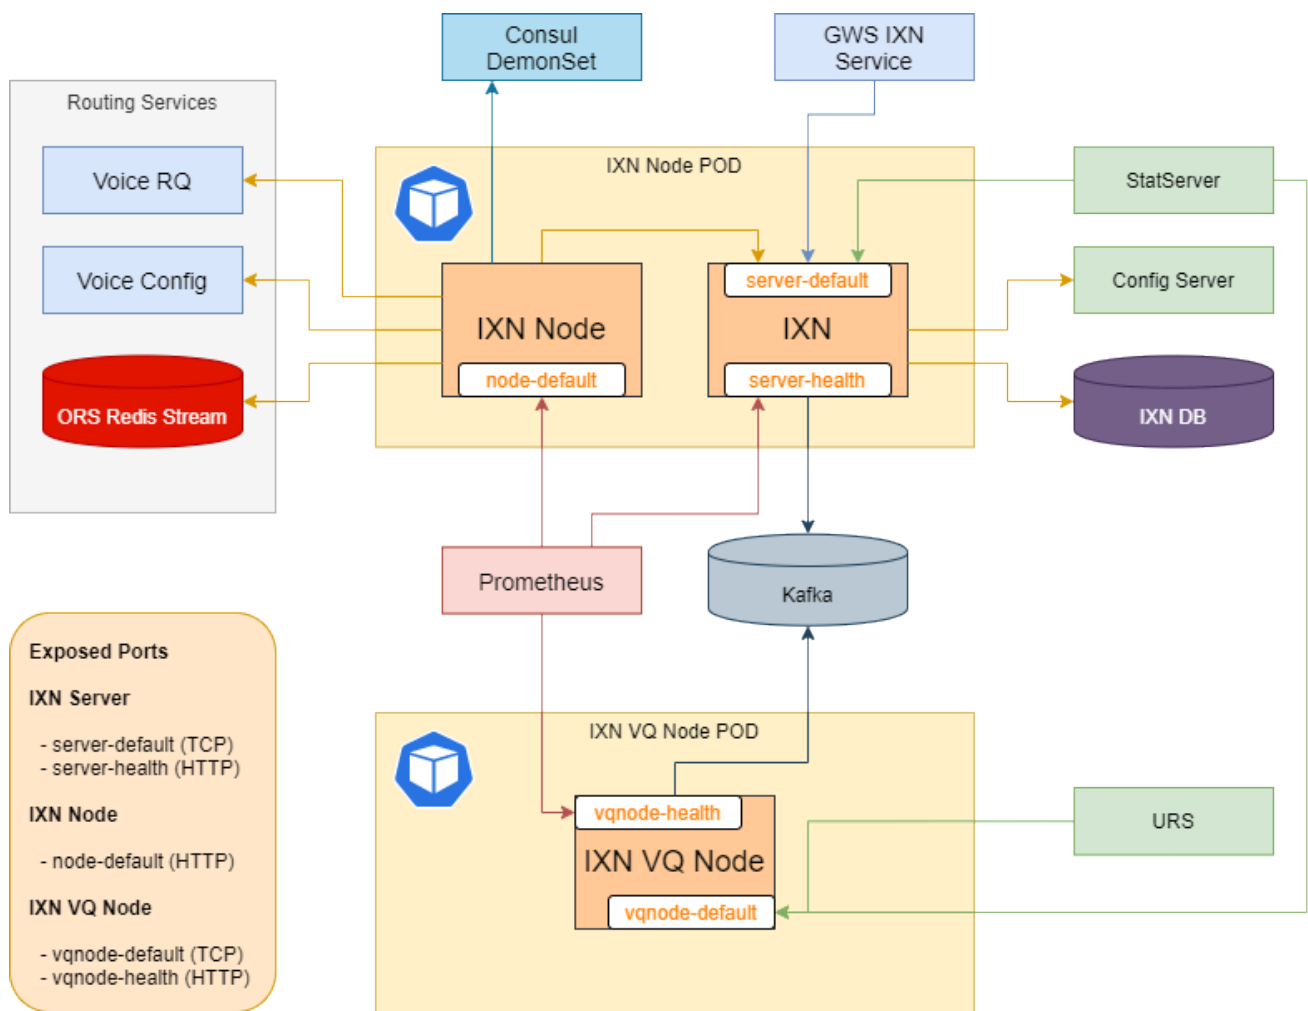 Consul
DemonSet
GWS IXN
Service
Routing Services
Voice RQ
Voice Config
ORS Redis Stream
IXN Node POD
IXN Node
node-default
server-default
IXN
server-health
StatServer
Config Server
IXN DB
Prometheus
Kafka
Exposed Ports
IXN Server
- server-default (TCP)
- server-health (HTTP)
IXN Node
- node-default (HTTP)
IXN VQ Node
- vqnode-default (TCP)
- vqnode-health (HTTP)
IXN VQ Node POD
vqnode-health
IXN VQ Node
vqnode-default
URS